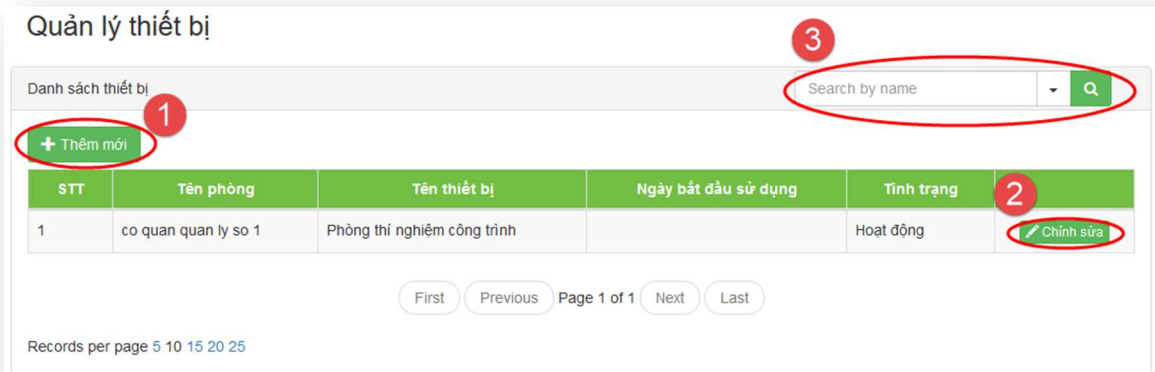 Quản lý thiết bị
3
Danh sách thiết bị
Search by name
1
Thêm mới
STT Tên phòng Tên thiết bị Ngày bắt đầu sử dụng Tình trạng
2
1 co quan quan ly so 1 Phòng thí nghiệm công trình Hoạt động Chỉnh sửa
First Previous Page 1 of 1 Next Last
Records per page 5 10 15 20 25